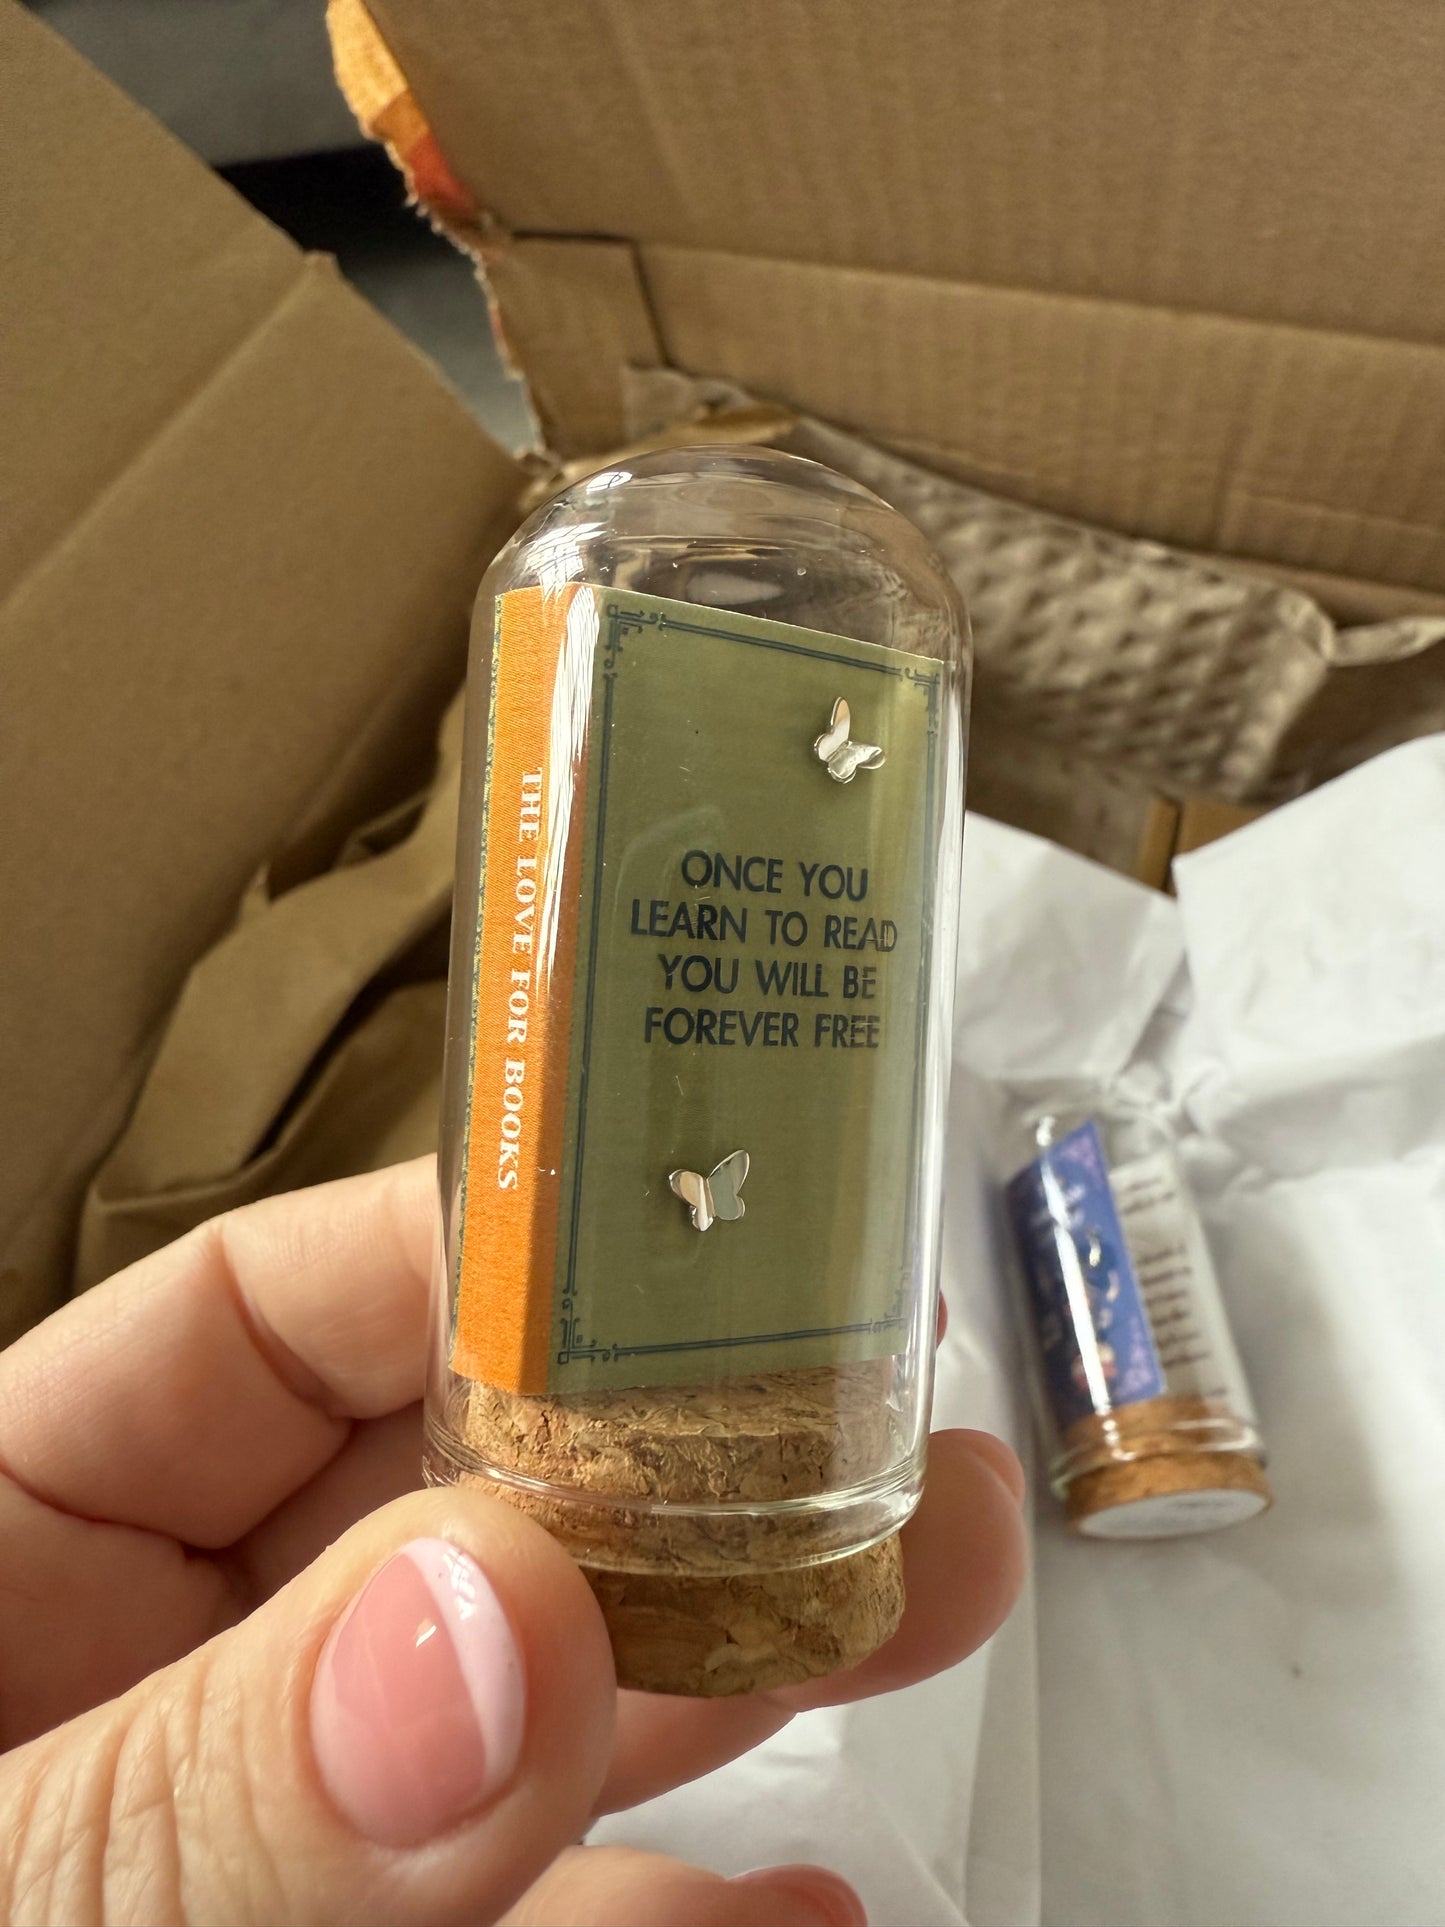 THE LOVE FOR BOOKS
ONCE YOU
LEARN TO READ
YOU WILL BE
FOREVER FREE